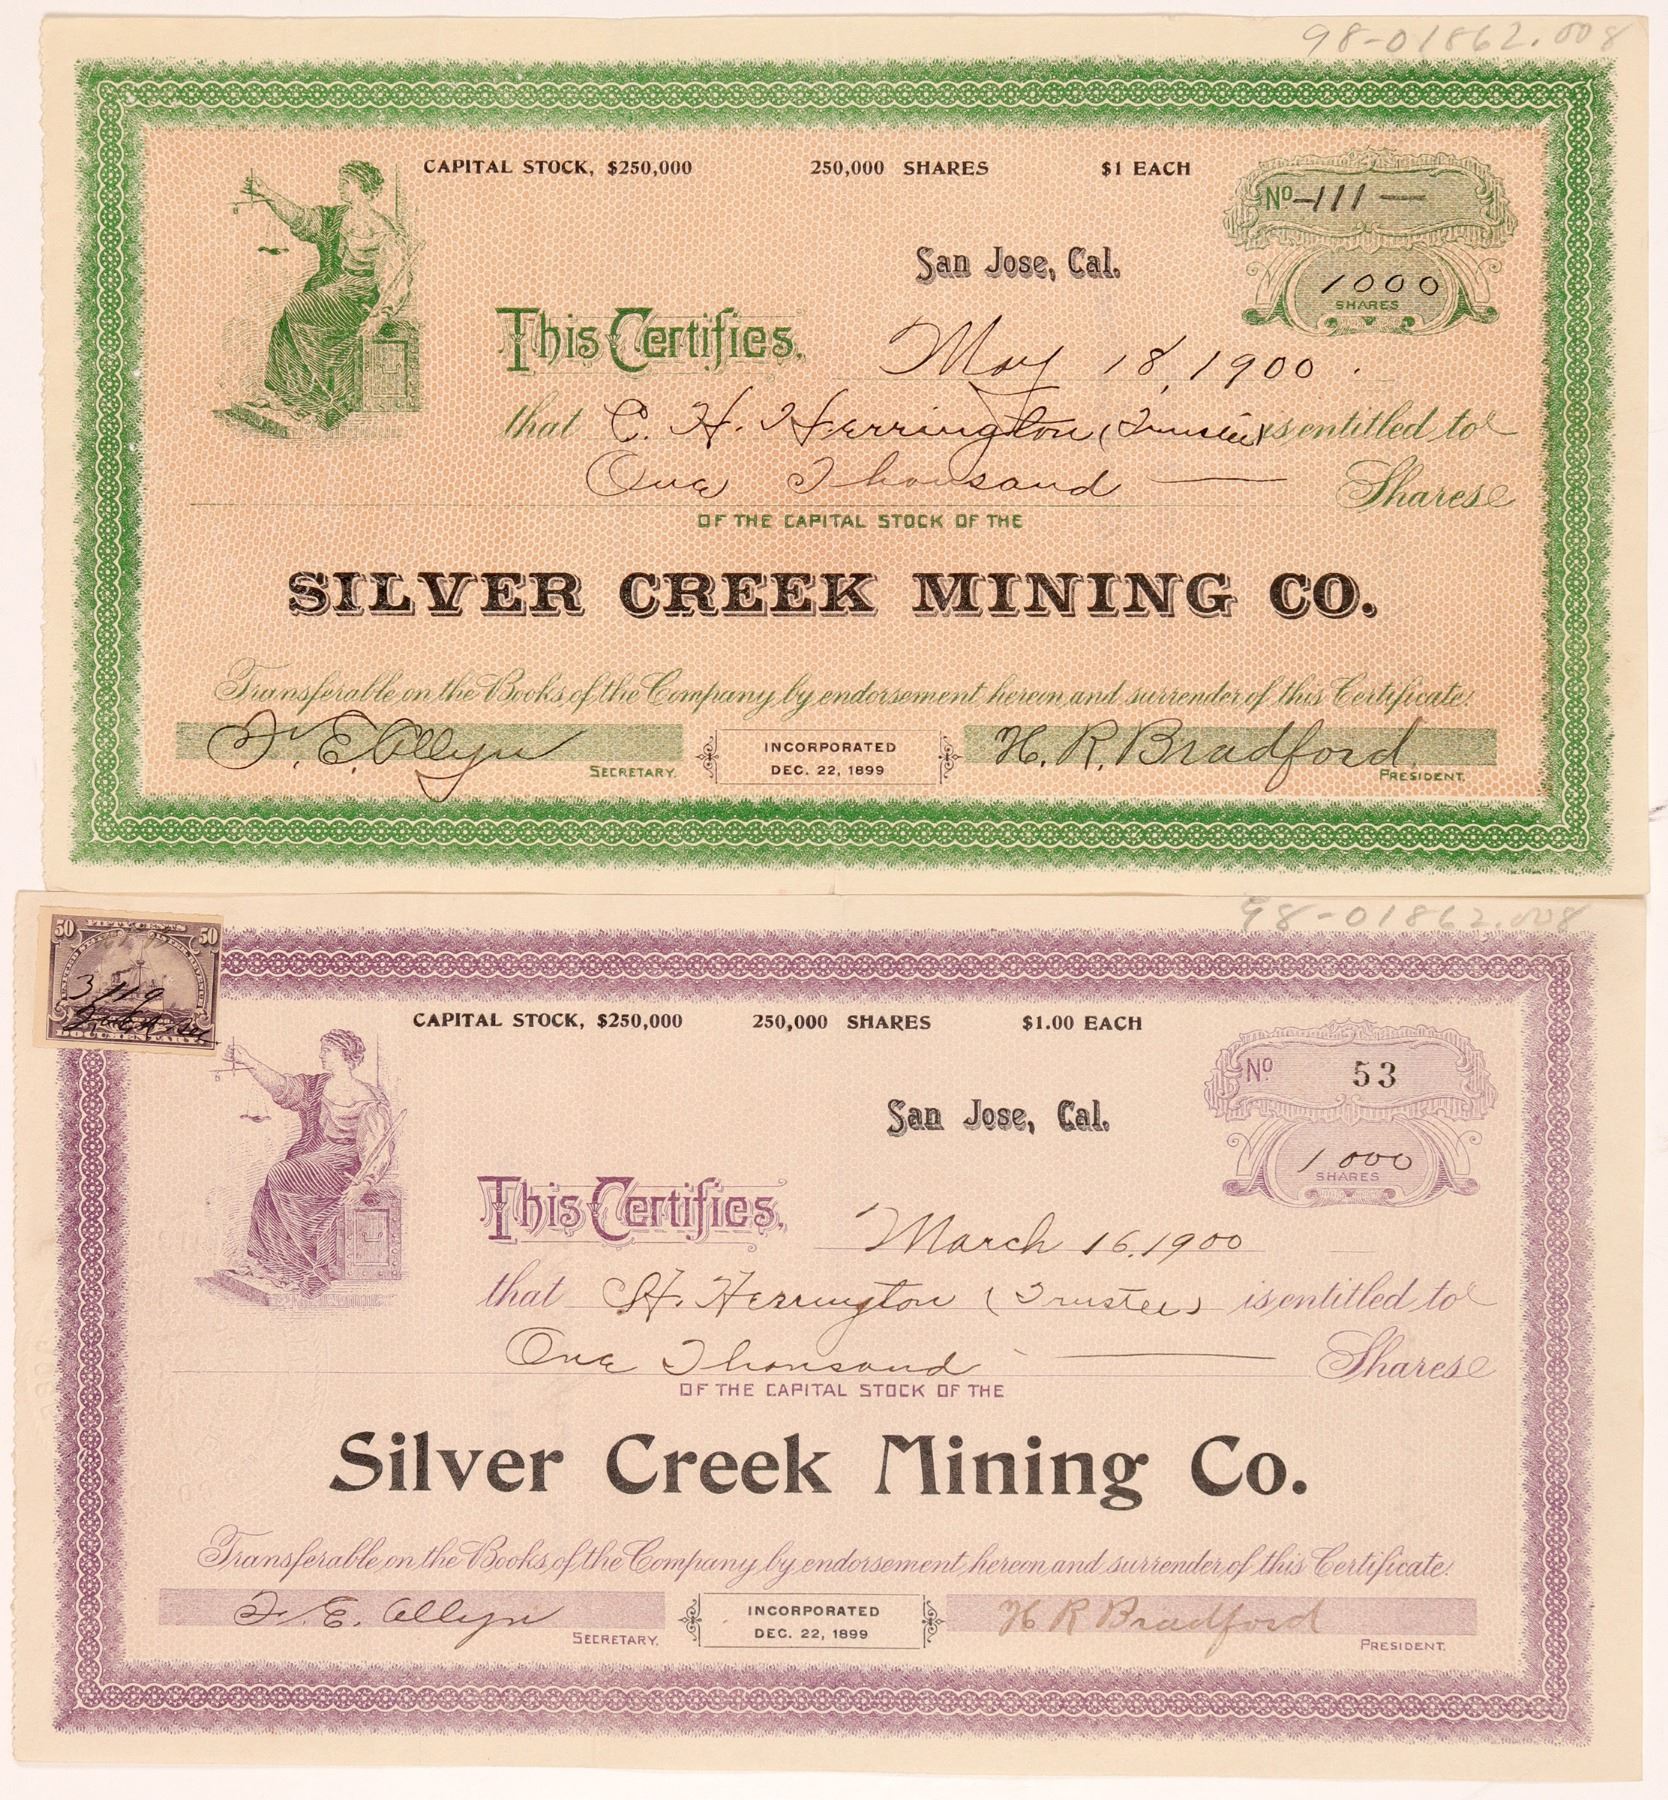 98-01862.008
CAPITAL STOCK, $250,000 250,000 SHARES $1 EACH
No -111-
1000
SHARES
San Jose, Cal.
This Certifies, May 18, 1900.
that C. H. Herrington (Trustee) is entitled to
One Thousand Shares
OF THE CAPITAL STOCK OF THE
SILVER CREEK MINING CO.
Transferable on the Books of the Company by endorsement hereon and surrender of this Certificate.
F. E. Allyn SECRETARY.
INCORPORATED
DEC. 22, 1899
H. R. Bradford PRESIDENT.
98-01862.008
50 FIFTY CENTS 50
CAPITAL STOCK, $250,000 250,000 SHARES $1.00 EACH
No. 53
1000
SHARES
San Jose, Cal.
This Certifies, March 16, 1900
that H. Herrington (Trustee) is entitled to
One Thousand Shares
OF THE CAPITAL STOCK OF THE
Silver Creek Mining Co.
Transferable on the Books of the Company by endorsement hereon and surrender of this Certificate.
F. E. Allyn SECRETARY.
INCORPORATED
DEC. 22, 1899
H R Bradford PRESIDENT.